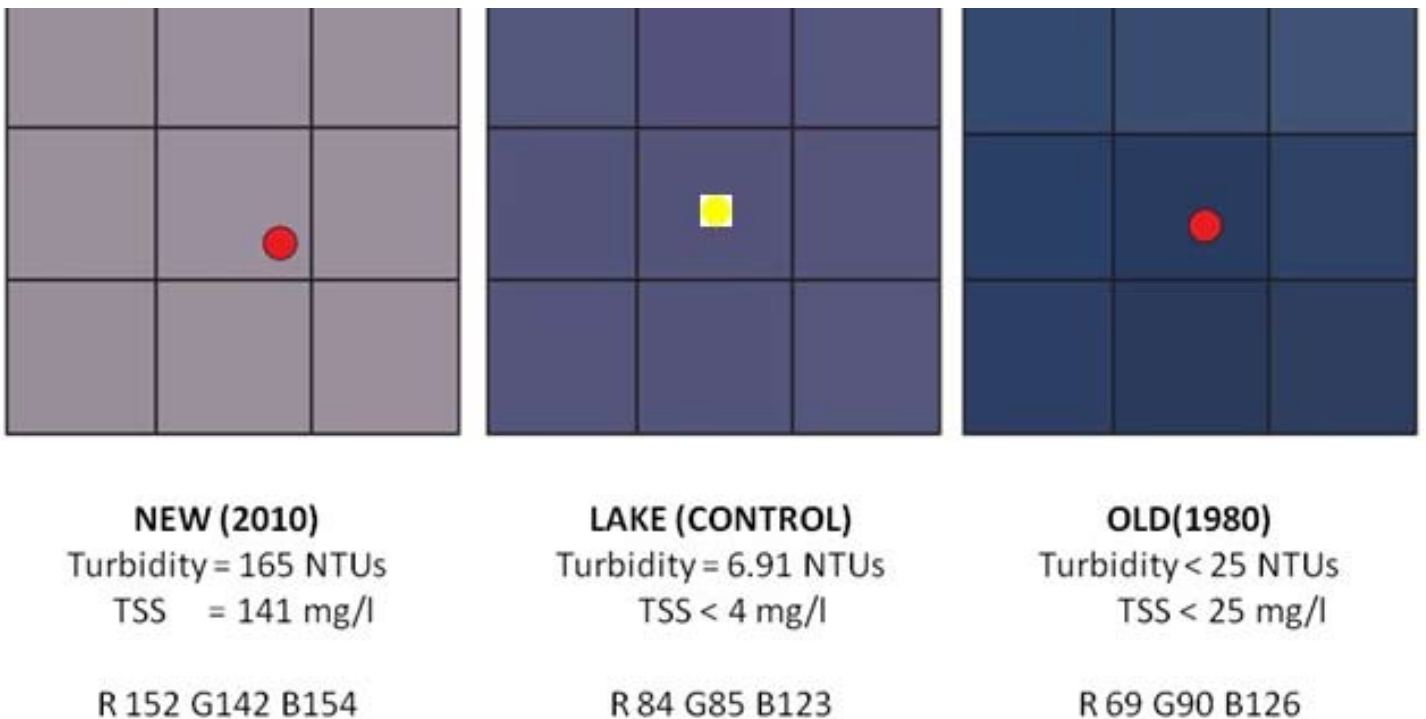 NEW (2010)
Turbidity = 165 NTUs
TSS = 141 mg/l
R 152 G142 B154
LAKE (CONTROL)
Turbidity = 6.91 NTUs
TSS < 4 mg/l
R 84 G85 B123
OLD(1980)
Turbidity < 25 NTUs
TSS < 25 mg/l
R 69 G90 B126